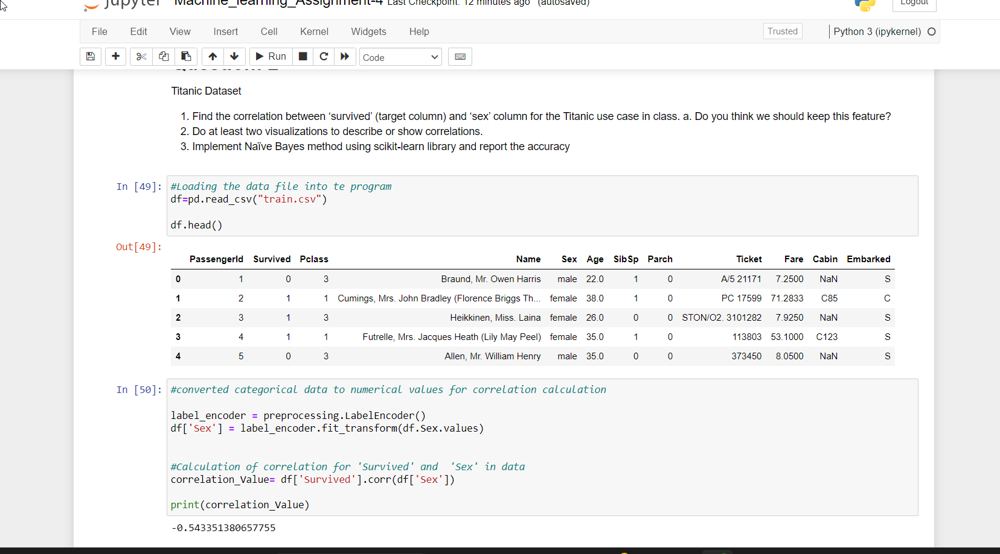 jupyter Machine_learning_Assignment-4 Last Checkpoint: 12 minutes ago (autosaved) Logout
File Edit View Insert Cell Kernel Widgets Help Trusted Python 3 (ipykernel)
Run Code
Titanic Dataset
1. Find the correlation between ‘survived’ (target column) and ‘sex’ column for the Titanic use case in class. a. Do you think we should keep this feature?
2. Do at least two visualizations to describe or show correlations.
3. Implement Naïve Bayes method using scikit-learn library and report the accuracy
In [49]: #Loading the data file into te program
df=pd.read_csv("train.csv")
df.head()
Out[49]:
PassengerId Survived Pclass Name Sex Age SibSp Parch Ticket Fare Cabin Embarked
0 1 0 3 Braund, Mr. Owen Harris male 22.0 1 0 A/5 21171 7.2500 NaN S
1 2 1 1 Cumings, Mrs. John Bradley (Florence Briggs Th... female 38.0 1 0 PC 17599 71.2833 C85 C
2 3 1 3 Heikkinen, Miss. Laina female 26.0 0 0 STON/O2. 3101282 7.9250 NaN S
3 4 1 1 Futrelle, Mrs. Jacques Heath (Lily May Peel) female 35.0 1 0 113803 53.1000 C123 S
4 5 0 3 Allen, Mr. William Henry male 35.0 0 0 373450 8.0500 NaN S
In [50]: #converted categorical data to numerical values for correlation calculation
label_encoder = preprocessing.LabelEncoder()
df['Sex'] = label_encoder.fit_transform(df.Sex.values)
#Calculation of correlation for 'Survived' and  'Sex' in data
correlation_Value= df['Survived'].corr(df['Sex'])
print(correlation_Value)
-0.543351380657755